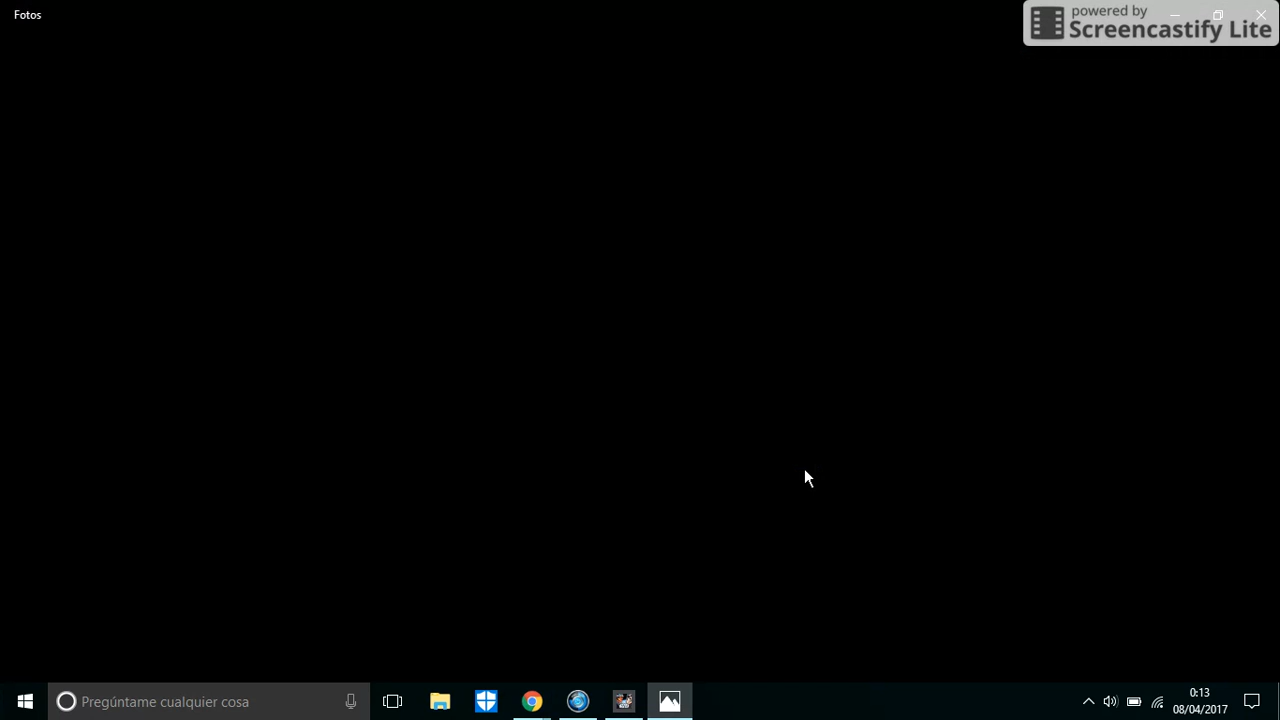 Fotos
powered by
Screencastify Lite
Pregúntame cualquier cosa
0:13
08/04/2017